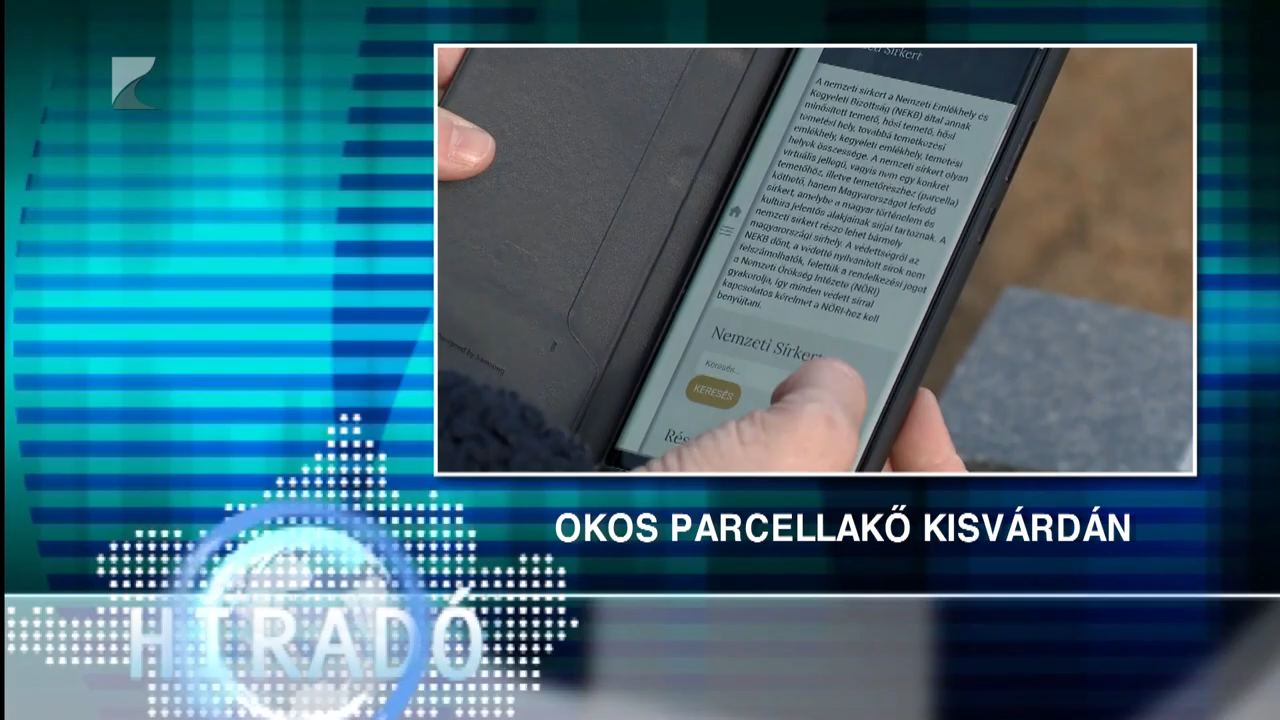 Sírkert
A nemzeti sírkert a Nemzeti Emlékhely és
Kegyeleti Bizottság (NEKB) által annak
minősített temető, hősi temető, hősi
temetési hely, továbbá temetkezési
emlékhely, kegyeleti emlékhely, temetési
helyek összessége. A nemzeti sírkert olyan
virtuális jellegű, vagyis nem egy konkrét
temetőhöz, illetve temetőrészhez (parcella)
köthető, hanem Magyarországot lefedő
sírkert, amelybe a magyar történelem és
kultúra jelentős alakjainak sírjai tartoznak. A
nemzeti sírkert része lehet bármely
magyarországi sírhely. A védettségről az
NEKB dönt, a védetté nyilvánított sírok nem
felszámolhatók, felettük a rendelkezési jogot
a Nemzeti Örökség Intézete (NÖRI)
gyakorolja, így minden védett sírral
kapcsolatos kérelmet a NÖRI-hez kell
benyújtani.
Nemzeti Sírkert
Keresés...
KERESÉS
Designed by Samsung
OKOS PARCELLAKŐ KISVÁRDÁN
HÍRADÓ